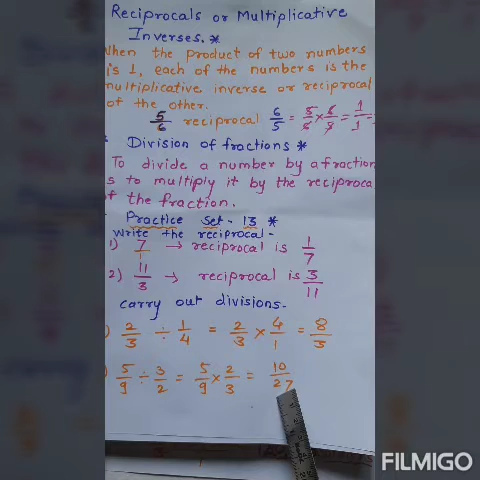 Reciprocals or Multiplicative
Inverses. *
When the product of two numbers
is 1, each of the numbers is the
multiplicative inverse or reciprocal
of the other.
5/6 reciprocal 6/5 = 5/6 × 6/5 = 1/1 =
* Division of fractions *
To divide a number by a fraction
is to multiply it by the reciproca
of the fraction.
* Practice Set - 13 *
Write the reciprocal -
1) 7/1 → reciprocal is 1/7
2) 11/3 → reciprocal is 3/11
carry out divisions.
) 2/3 ÷ 1/4 = 2/3 × 4/1 = 8/3
) 5/9 ÷ 3/2 = 5/9 × 2/3 = 10/27
FILMIGO